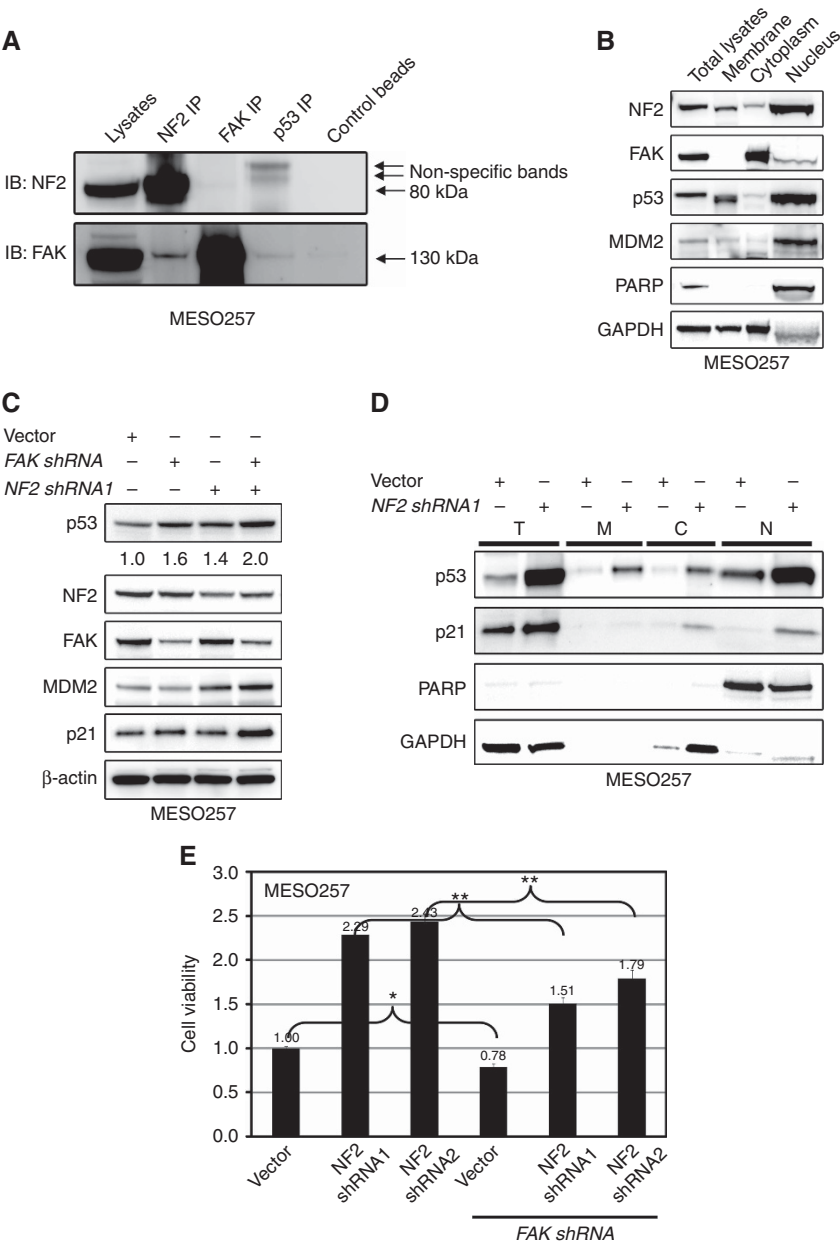 A
Lysates
NF2 IP
FAK IP
p53 IP
Control beads
IB: NF2
Non-specific bands
80 kDa
IB: FAK
130 kDa
MESO257
B
Total lysates
Membrane
Cytoplasm
Nucleus
NF2
FAK
p53
MDM2
PARP
GAPDH
MESO257
C
Vector + – – –
FAK shRNA – + – +
NF2 shRNA1 – – + +
p53
1.0 1.6 1.4 2.0
NF2
FAK
MDM2
p21
β-actin
MESO257
D
Vector + – + – + – + –
NF2 shRNA1 – + – + – + – +
T M C N
p53
p21
PARP
GAPDH
MESO257
E
MESO257
Cell viability
3.0
2.5
2.0
1.5
1.0
0.5
0.0
1.00
2.29
2.43
0.78
1.51
1.79
*
**
**
Vector
NF2 shRNA1
NF2 shRNA2
Vector
NF2 shRNA1
NF2 shRNA2
FAK shRNA